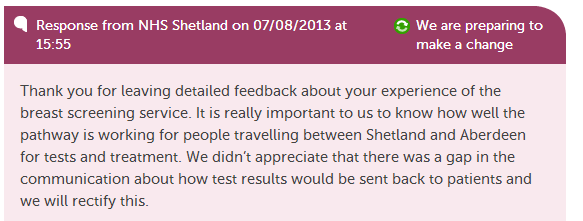 Response from NHS Shetland on 07/08/2013 at
15:55
We are preparing to
make a change
Thank you for leaving detailed feedback about your experience of the
breast screening service. It is really important to us to know how well the
pathway is working for people travelling between Shetland and Aberdeen
for tests and treatment. We didn’t appreciate that there was a gap in the
communication about how test results would be sent back to patients and
we will rectify this.